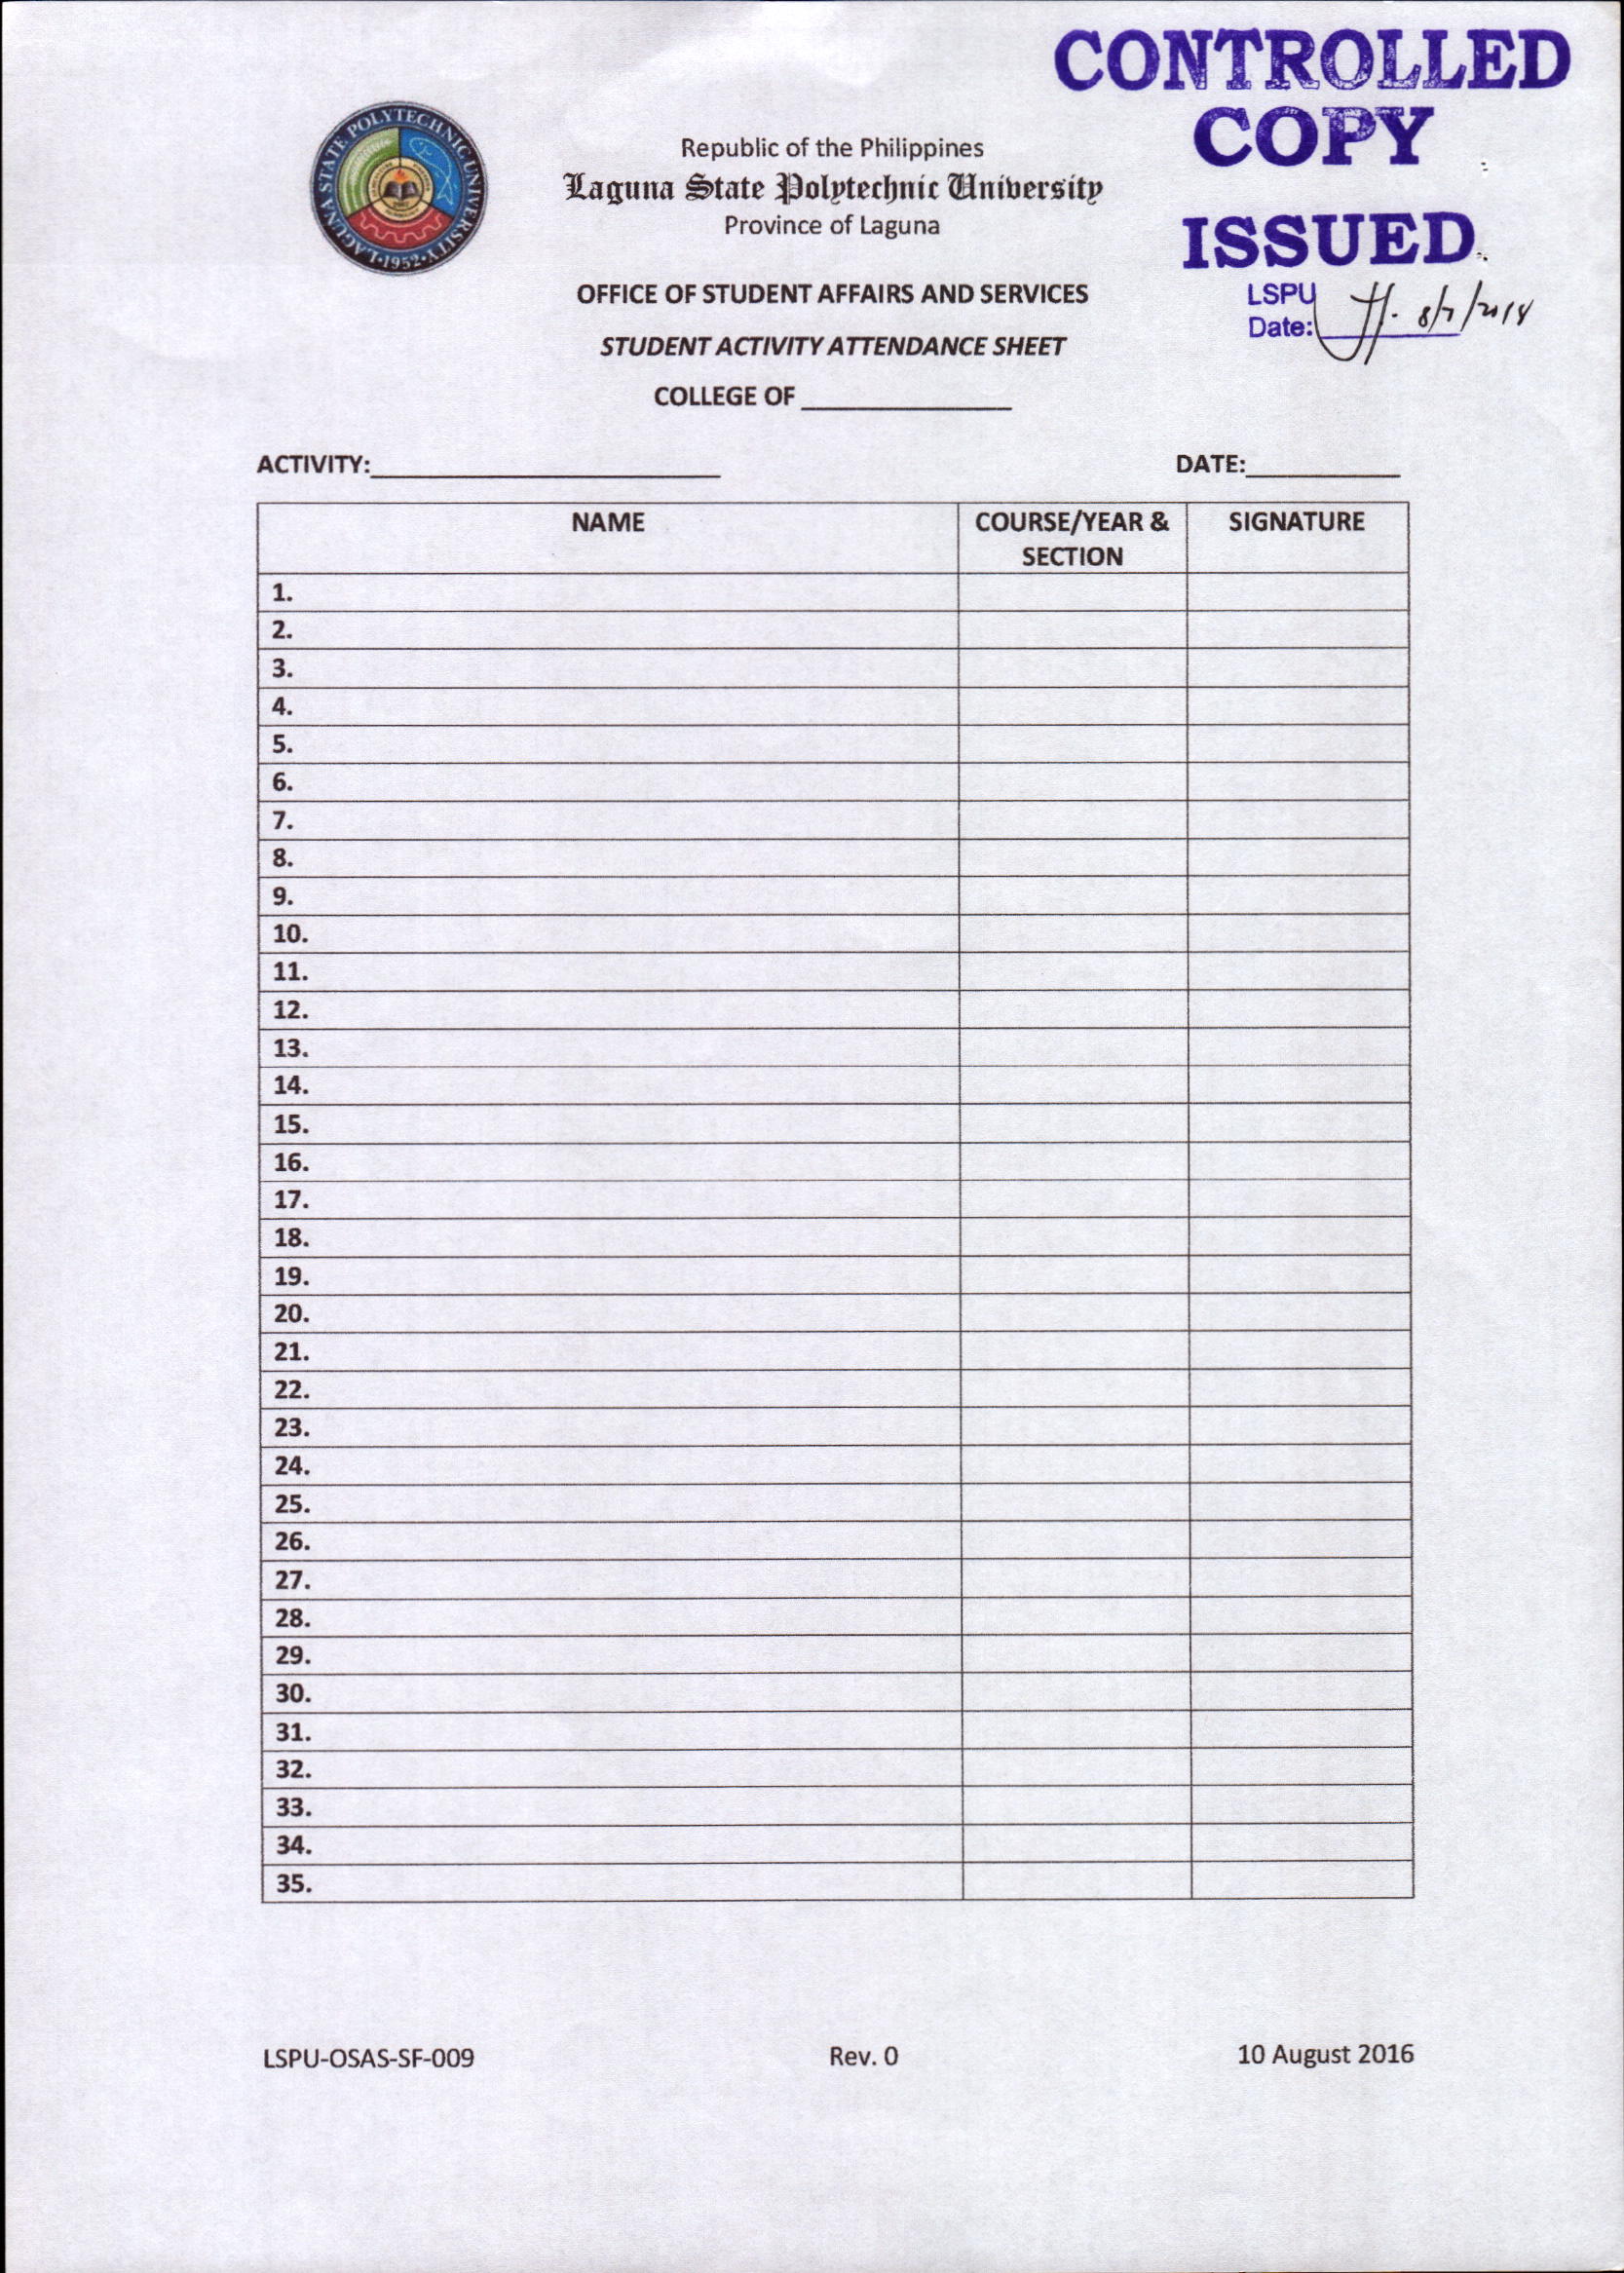 CONTROLLED
COPY
ISSUED
LSPU
Date: 8/7/2018
LAGUNA STATE POLYTECHNIC UNIVERSITY
•1952•
Republic of the Philippines
Laguna State Polytechnic University
Province of Laguna
OFFICE OF STUDENT AFFAIRS AND SERVICES
STUDENT ACTIVITY ATTENDANCE SHEET
COLLEGE OF
ACTIVITY: DATE:
NAME COURSE/YEAR & SECTION SIGNATURE
1.
2.
3.
4.
5.
6.
7.
8.
9.
10.
11.
12.
13.
14.
15.
16.
17.
18.
19.
20.
21.
22.
23.
24.
25.
26.
27.
28.
29.
30.
31.
32.
33.
34.
35.
LSPU-OSAS-SF-009 Rev. 0 10 August 2016